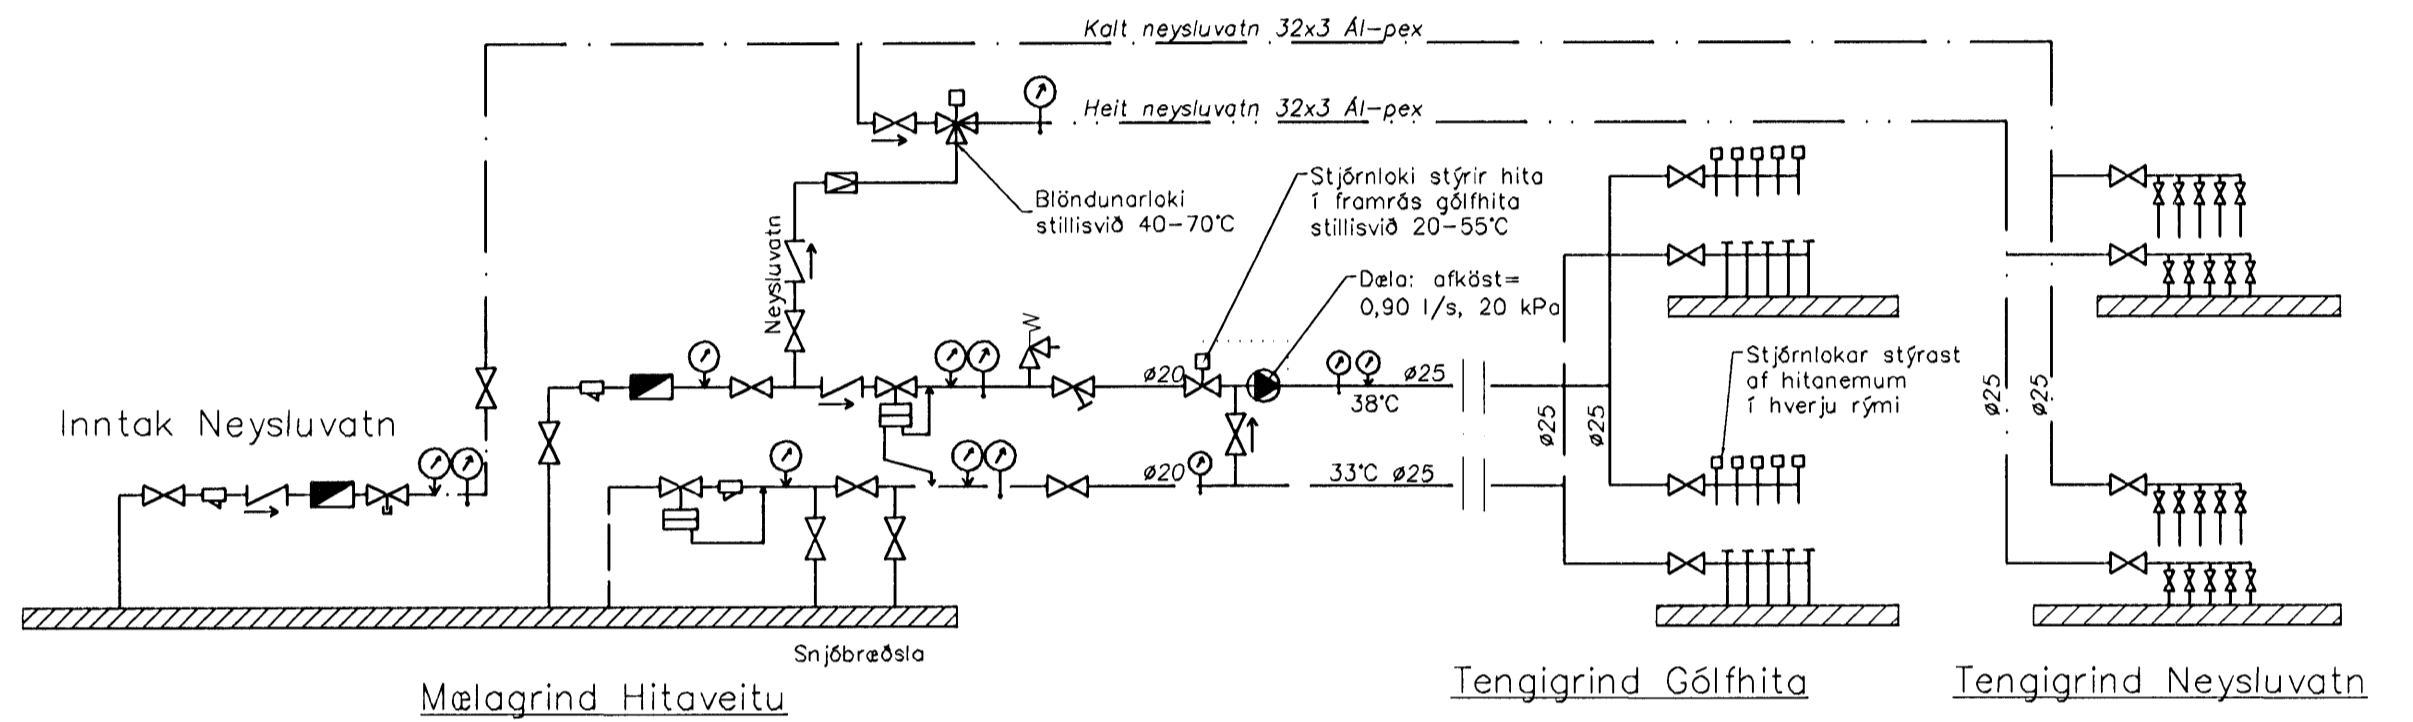 Kalt neysluvatn 32x3 Ál-pex
Heit neysluvatn 32x3 Ál-pex
Blöndunarloki
stillisvið 40-70°C
Stjórnloki stýrir hita
í framrás gólfhita
stillisvið 20-55°C
Dæla: afköst=
0,90 l/s, 20 kPa
Neysluvatn
Inntak Neysluvatn
ø20
ø25
38°C
ø20
33°C ø25
ø25
ø25
Stjórnlokar stýrast
af hitanemum
í hverju rými
ø25
ø25
Snjóbræðsla
Mælagrind Hitaveitu
Tengigrind Gólfhita
Tengigrind Neysluvatn